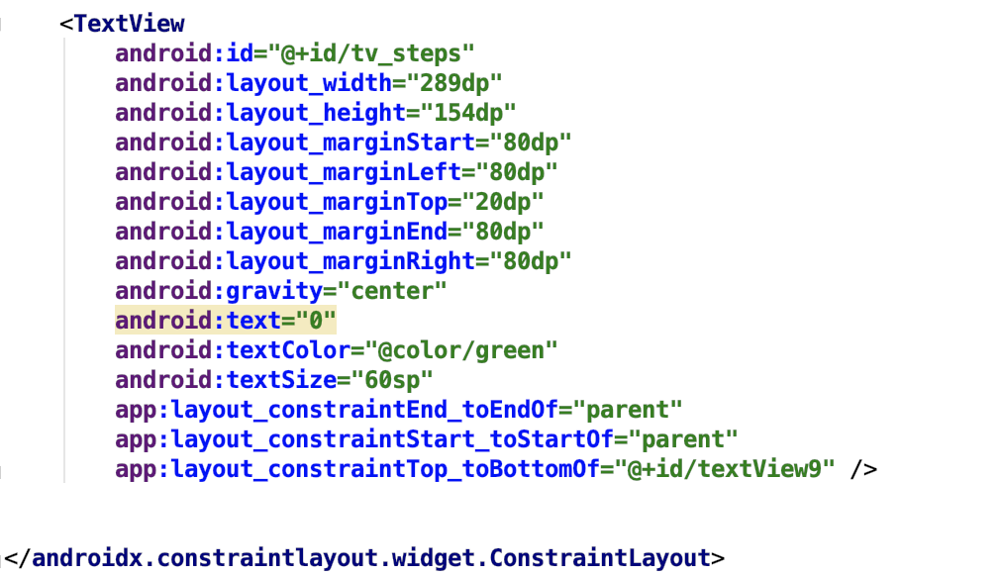 <TextView
android:id="@+id/tv_steps"
android:layout_width="289dp"
android:layout_height="154dp"
android:layout_marginStart="80dp"
android:layout_marginLeft="80dp"
android:layout_marginTop="20dp"
android:layout_marginEnd="80dp"
android:layout_marginRight="80dp"
android:gravity="center"
android:text="0"
android:textColor="@color/green"
android:textSize="60sp"
app:layout_constraintEnd_toEndOf="parent"
app:layout_constraintStart_toStartOf="parent"
app:layout_constraintTop_toBottomOf="@+id/textView9" />
</androidx.constraintlayout.widget.ConstraintLayout>